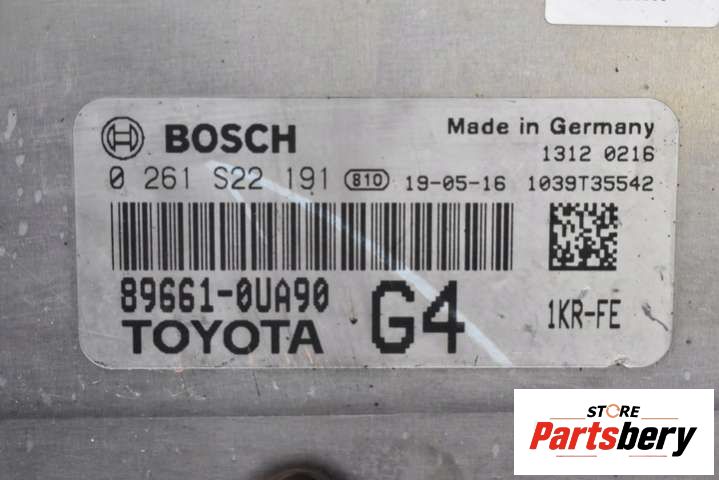 BOSCH
Made in Germany
1312 0216
0 261 S22 191 810 19-05-16 1039T35542
89661-0UA90
TOYOTA
G4
1KR-FE
STORE
Partsbery